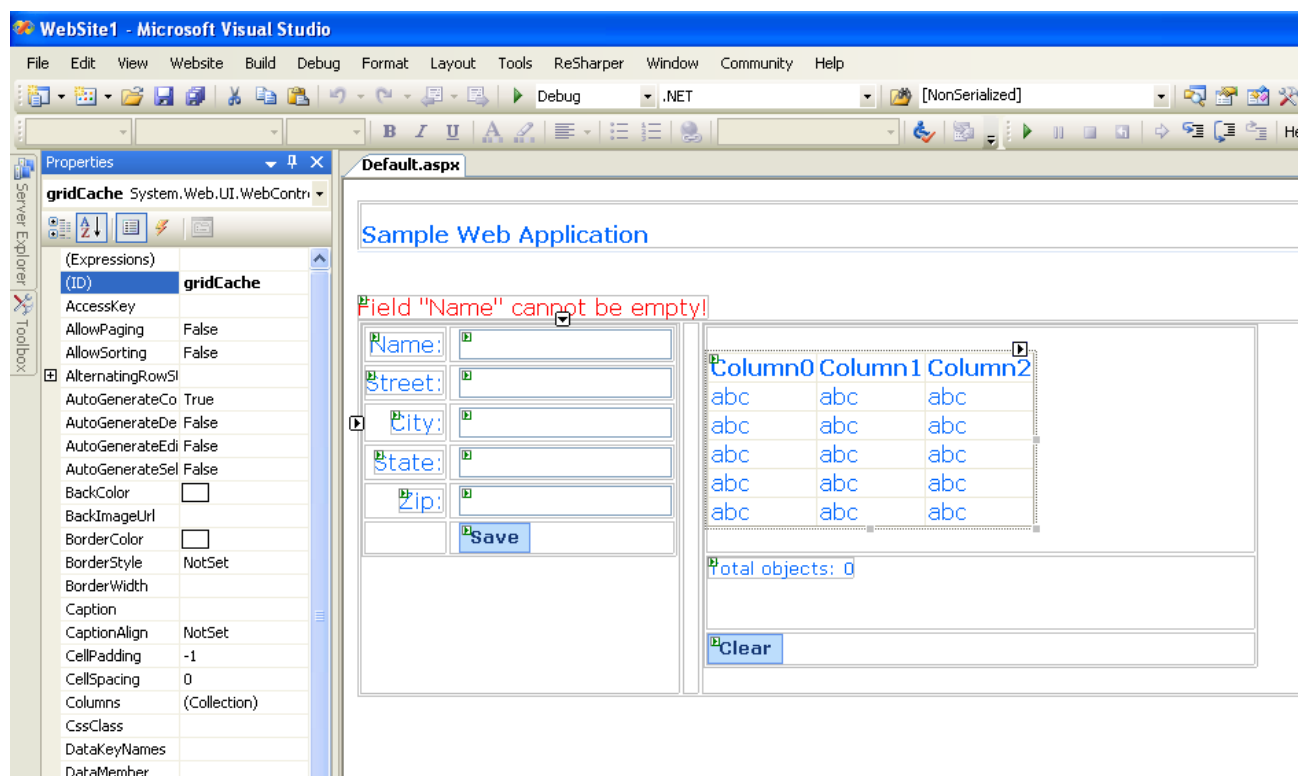 WebSite1 - Microsoft Visual Studio
File Edit View Website Build Debug Format Layout Tools ReSharper Window Community Help
Debug .NET [NonSerialized]
B I U A
Properties
Default.aspx
gridCache System.Web.UI.WebContr
Server Explorer
Toolbox
(Expressions)
(ID) gridCache
AccessKey
AllowPaging False
AllowSorting False
AlternatingRowSt
AutoGenerateCo True
AutoGenerateDe False
AutoGenerateEdi False
AutoGenerateSel False
BackColor
BackImageUrl
BorderColor
BorderStyle NotSet
BorderWidth
Caption
CaptionAlign NotSet
CellPadding -1
CellSpacing 0
Columns (Collection)
CssClass
DataKeyNames
DataMember
Sample Web Application
Field "Name" cannot be empty!
Name:
Street:
City:
State:
Zip:
Save
Column0 Column1 Column2
abc abc abc
abc abc abc
abc abc abc
abc abc abc
abc abc abc
Total objects: 0
Clear